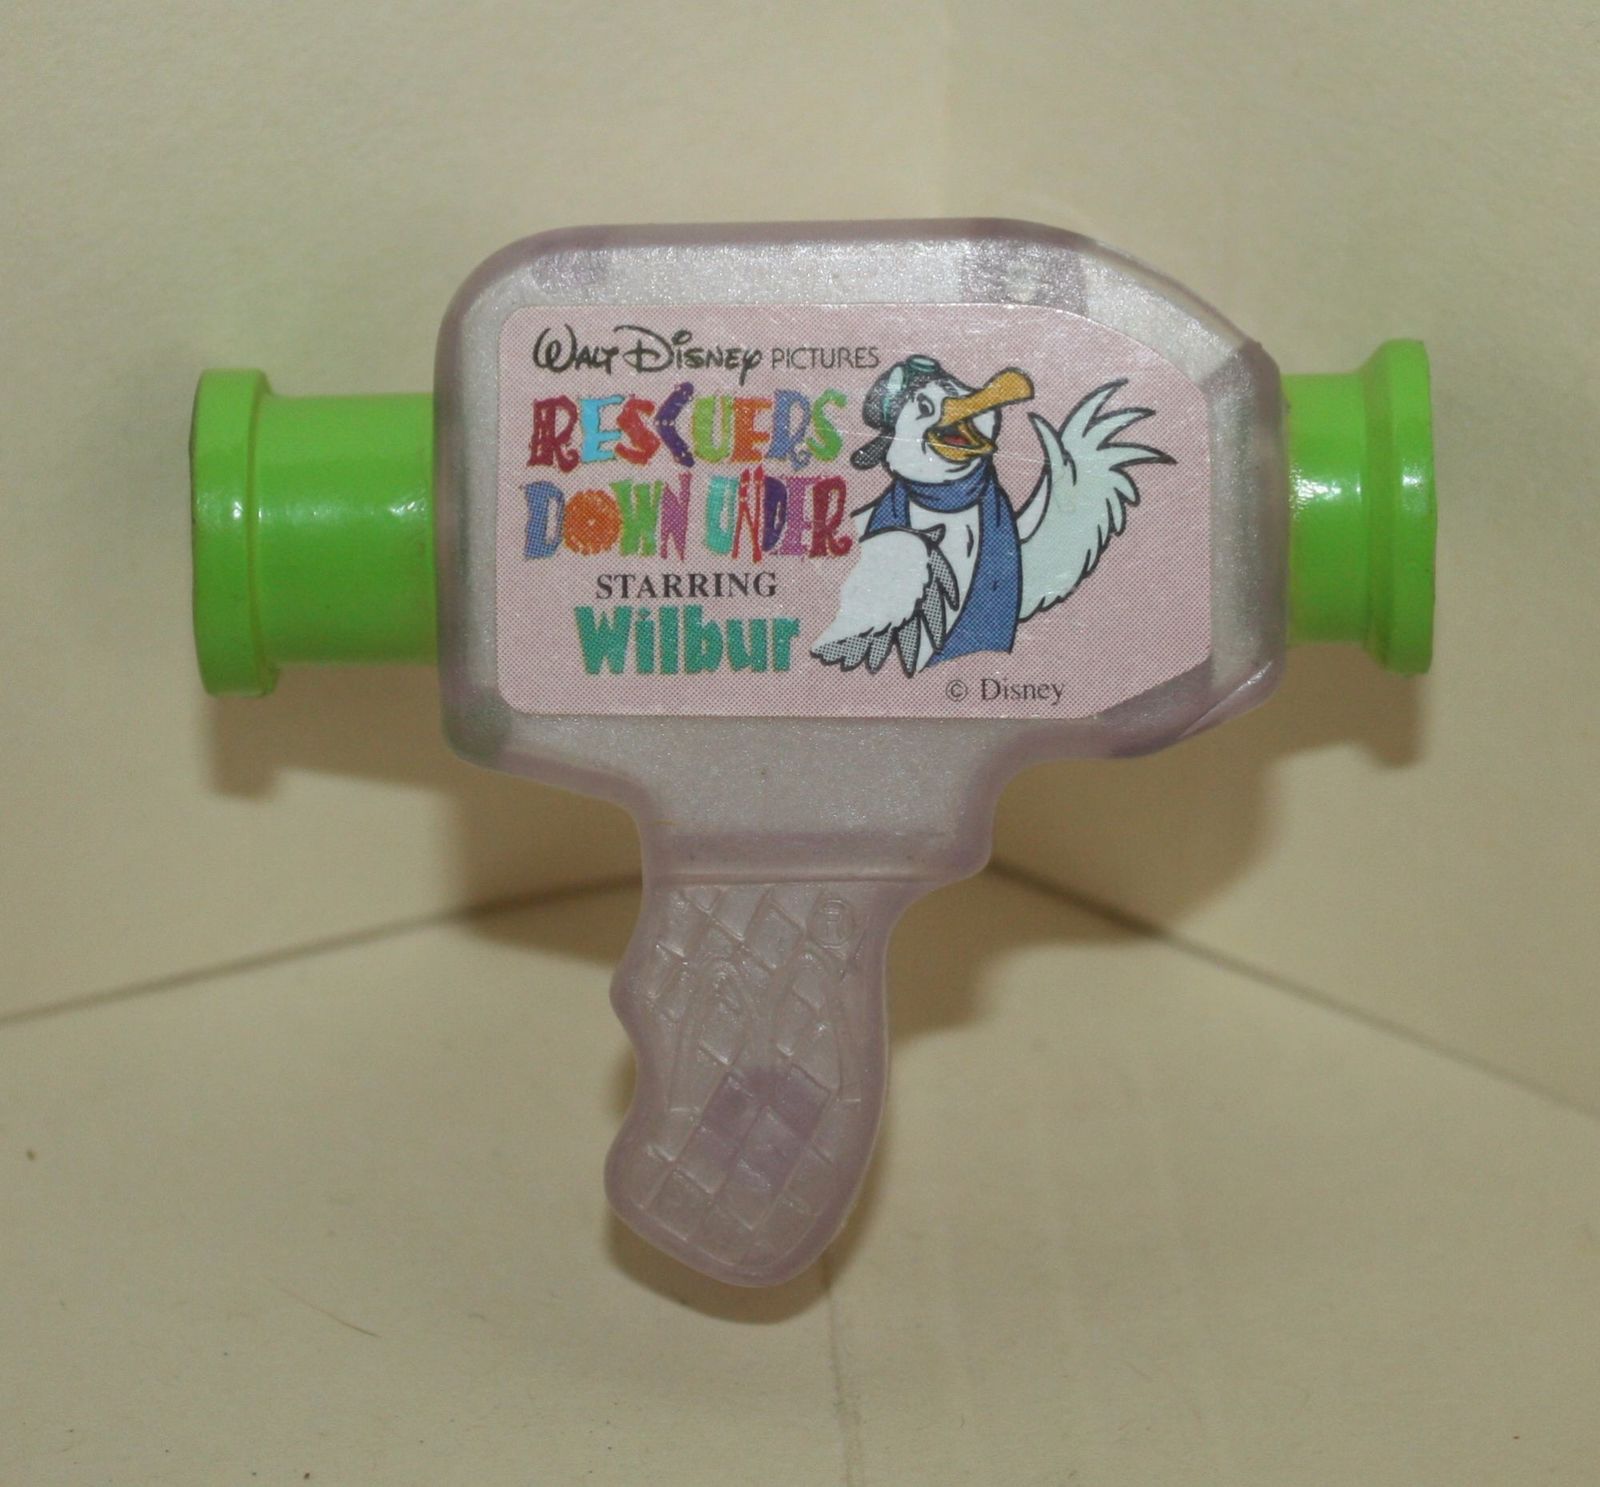 WALT DISNEY PICTURES
RESCUERS
DOWN UNDER
STARRING
Wilbur
© Disney